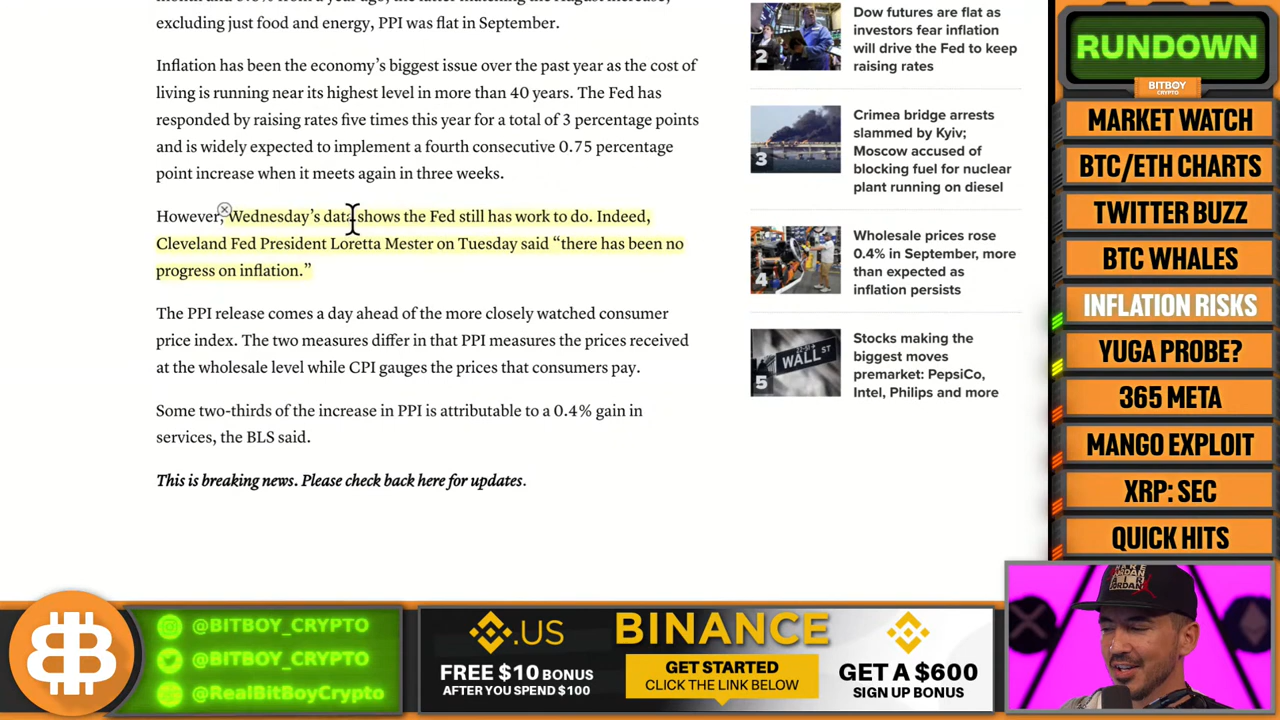 excluding just food and energy, PPI was flat in September.
Inflation has been the economy's biggest issue over the past year as the cost of
living is running near its highest level in more than 40 years. The Fed has
responded by raising rates five times this year for a total of 3 percentage points
and is widely expected to implement a fourth consecutive 0.75 percentage
point increase when it meets again in three weeks.
However, Wednesday's data shows the Fed still has work to do. Indeed,
Cleveland Fed President Loretta Mester on Tuesday said “there has been no
progress on inflation.”
The PPI release comes a day ahead of the more closely watched consumer
price index. The two measures differ in that PPI measures the prices received
at the wholesale level while CPI gauges the prices that consumers pay.
Some two-thirds of the increase in PPI is attributable to a 0.4% gain in
services, the BLS said.
This is breaking news. Please check back here for updates.
2
Dow futures are flat as
investors fear inflation
will drive the Fed to keep
raising rates
3
Crimea bridge arrests
slammed by Kyiv;
Moscow accused of
blocking fuel for nuclear
plant running on diesel
4
Wholesale prices rose
0.4% in September, more
than expected as
inflation persists
WALL ST
5
Stocks making the
biggest moves
premarket: PepsiCo,
Intel, Philips and more
RUNDOWN
BITBOY
CRYPTO
MARKET WATCH
BTC/ETH CHARTS
TWITTER BUZZ
BTC WHALES
INFLATION RISKS
YUGA PROBE?
365 META
MANGO EXPLOIT
XRP: SEC
QUICK HITS
JORDAN
@BITBOY_CRYPTO
@BITBOY_CRYPTO
@RealBitBoyCrypto
.US
FREE $10 BONUS
AFTER YOU SPEND $100
BINANCE
GET STARTED
CLICK THE LINK BELOW
GET A $600
SIGN UP BONUS